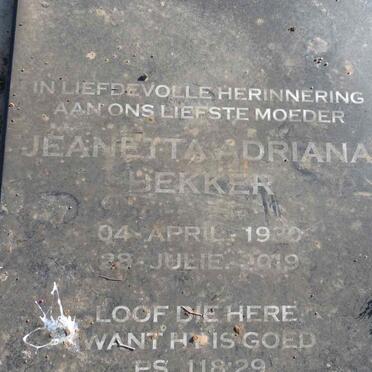 IN LIEFDEVOLLE HERINNERING
AAN ONS LIEFSTE MOEDER
JEANETTA ADRIANA
BEKKER
04 - APRIL - 1930
28 - JULIE - 2019
LOOF DIE HERE
WANT HY IS GOED
PS. 118:29